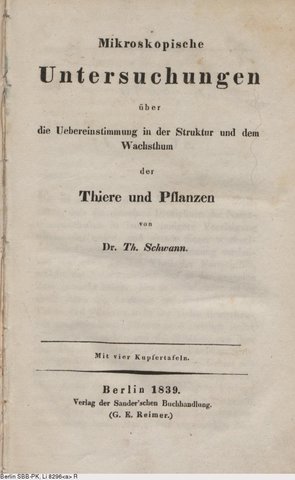 Mikroskopische
Untersuchungen
über
die Uebereinstimmung in der Struktur und dem
Wachsthum
der
Thiere und Pflanzen
von
Dr. Th. Schwann.
Mit vier Kupfertafeln.
Berlin 1839.
Verlag der Sander'schen Buchhandlung.
(G. E. Reimer.)
Berlin SBB-PK, Li 8296<a> R